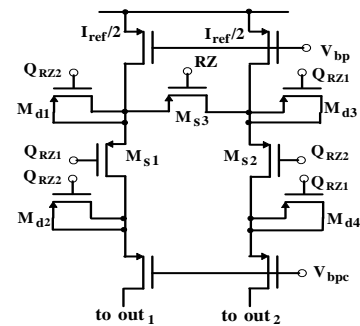 I_ref/2 I_ref/2
V_bp
Q_RZ2 RZ Q_RZ1
M_d1 M_s3 M_d3
Q_RZ1 M_s1 M_s2 Q_RZ2
Q_RZ2 Q_RZ1
M_d2 M_d4
V_bpc
to out_1 to out_2